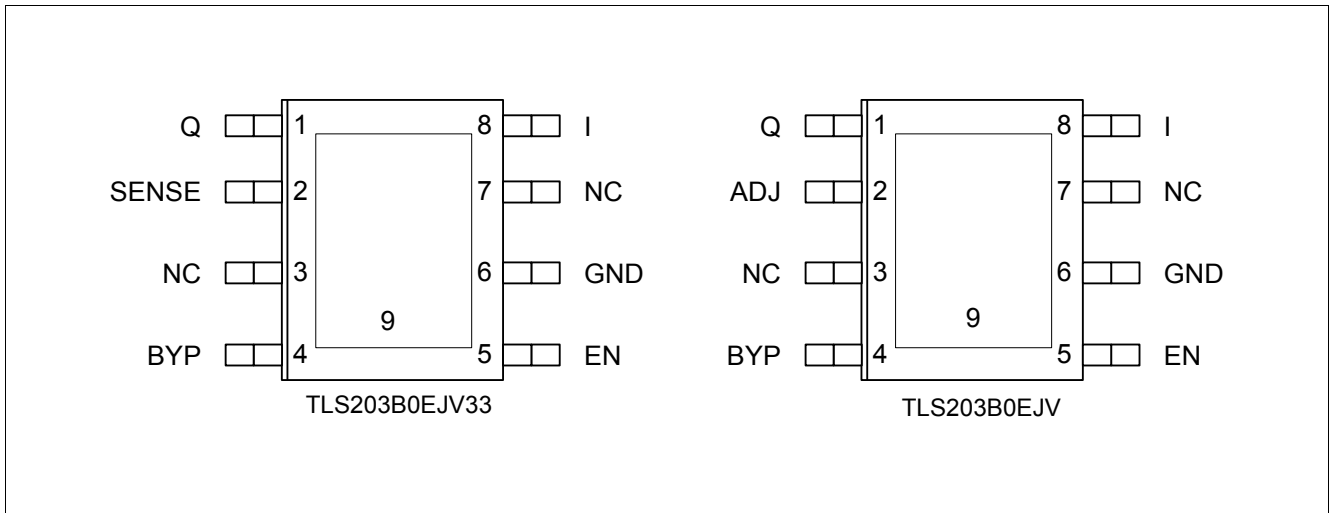 Q 1 8 I
SENSE 2 7 NC
NC 3 6 GND
9
BYP 4 5 EN
TLS203B0EJV33
Q 1 8 I
ADJ 2 7 NC
NC 3 6 GND
9
BYP 4 5 EN
TLS203B0EJV